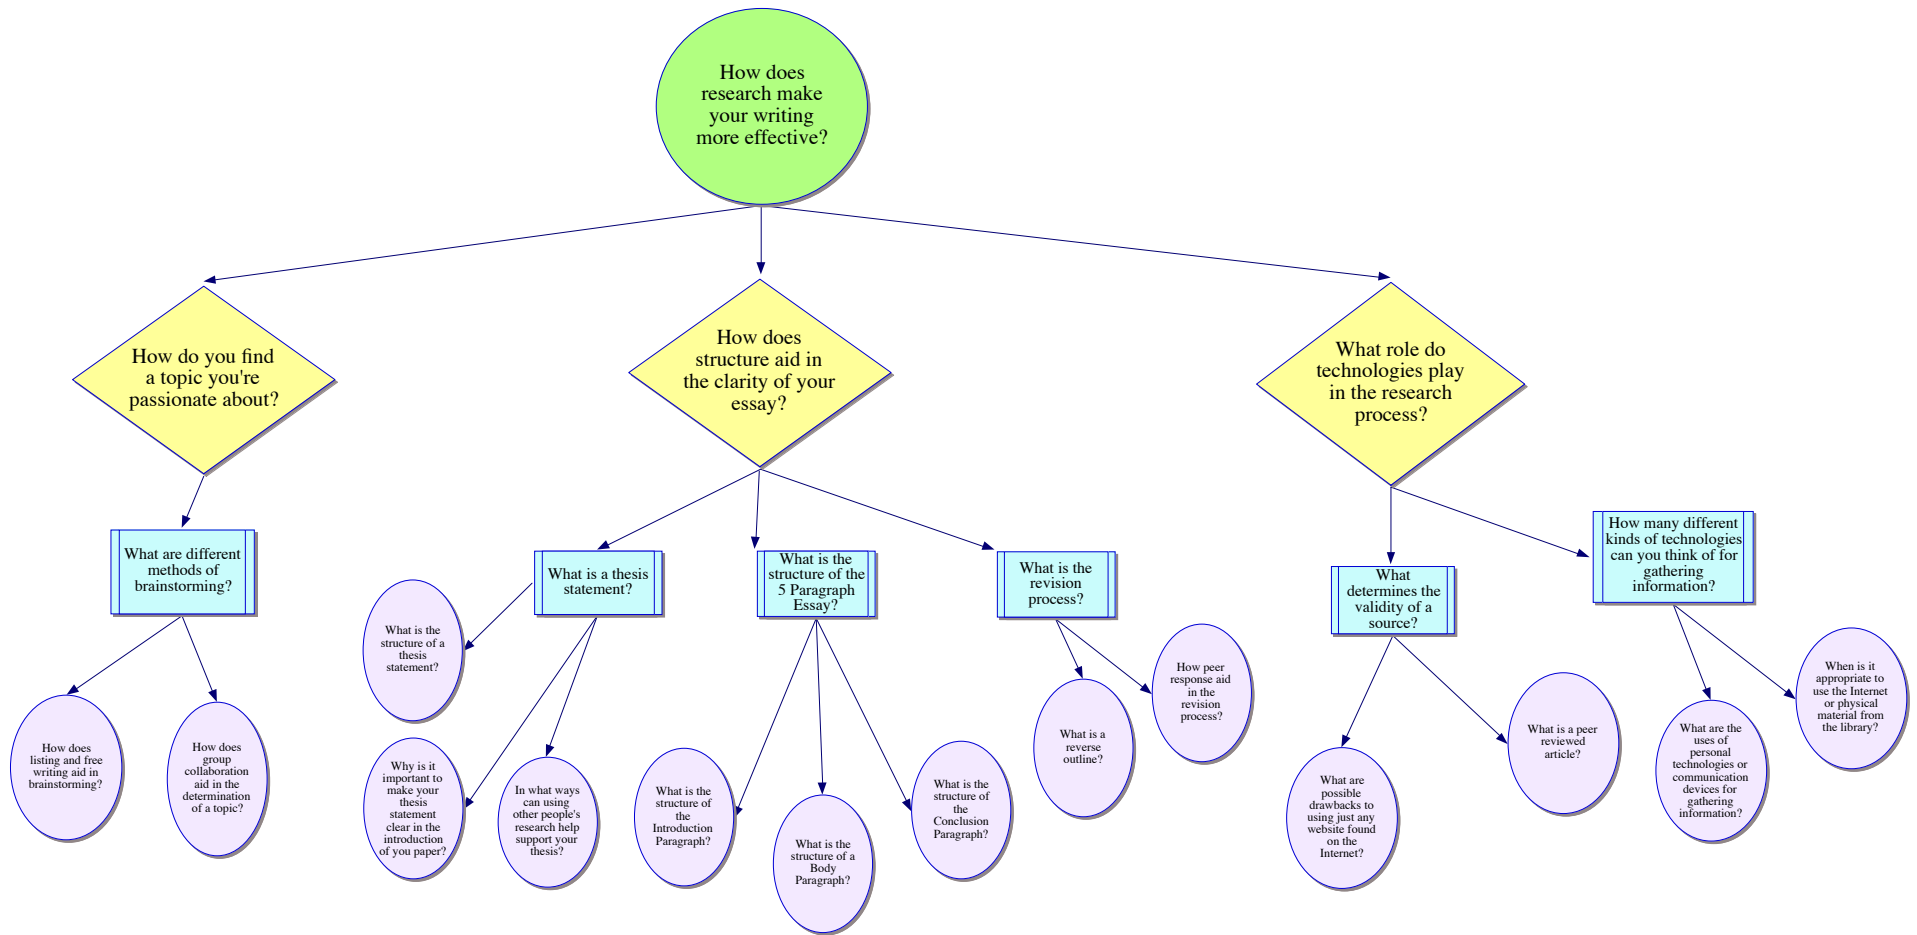 How does
research make
your writing
more effective?
How do you find
a topic you're
passionate about?
How does
structure aid in
the clarity of your
essay?
What role do
technologies play
in the research
process?
What are different
methods of
brainstorming?
What is a thesis
statement?
What is the
structure of the
5 Paragraph
Essay?
What is the
revision
process?
What
determines the
validity of a
source?
How many different
kinds of technologies
can you think of for
gathering
information?
How does
listing and free
writing aid in
brainstorming?
How does
group
collaboration
aid in the
determination
of a topic?
What is the
structure of a
thesis
statement?
Why is it
important to
make your
thesis
statement
clear in the
introduction
of you paper?
In what ways
can using
other people's
research help
support your
thesis?
What is the
structure of
the
Introduction
Paragraph?
What is the
structure of a
Body
Paragraph?
What is the
structure of
the
Conclusion
Paragraph?
What is a
reverse
outline?
How peer
response aid
in the
revision
process?
What are
possible
drawbacks to
using just any
website found
on the
Internet?
What is a peer
reviewed
article?
What are the
uses of
personal
technologies or
communication
devices for
gathering
information?
When is it
appropriate to
use the Internet
or physical
material from
the library?